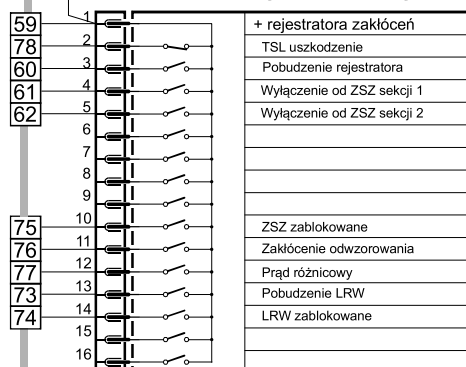 59 1 + rejestratora zakłóceń
78 2 TSL uszkodzenie
60 3 Pobudzenie rejestratora
61 4 Wyłączenie od ZSZ sekcji 1
62 5 Wyłączenie od ZSZ sekcji 2
6
7
8
9
75 10 ZSZ zablokowane
76 11 Zakłócenie odwzorowania
77 12 Prąd różnicowy
73 13 Pobudzenie LRW
74 14 LRW zablokowane
15
16